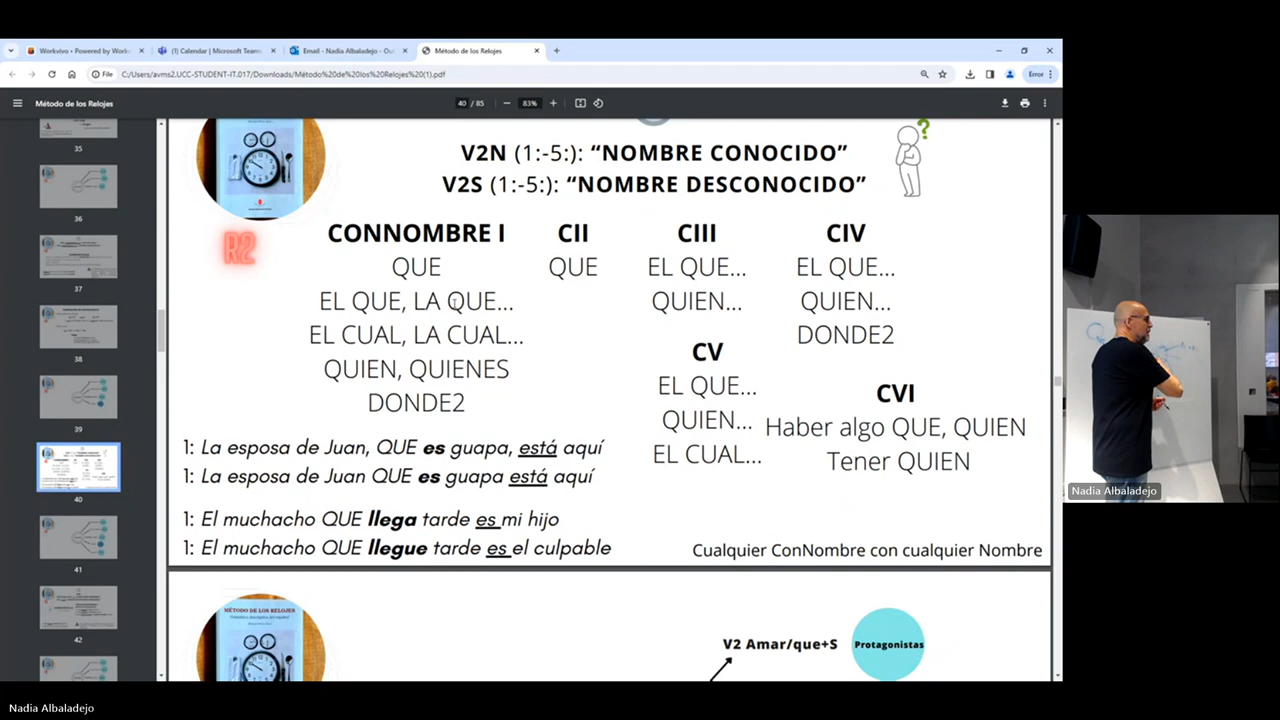 Workvivo • Powered by Work
(1) Calendar | Microsoft Teams
Email - Nadia Albaladejo - Ou
Método de los Relojes
File
C:/Users/avms2.UCC-STUDENT-IT.017/Downloads/Método%20de%20los%20Relojes%20(1).pdf
Error
Método de los Relojes
40 / 85
83%
35
36
37
38
39
40
41
42
V2N (1:-5:): “NOMBRE CONOCIDO”
V2S (1:-5:): “NOMBRE DESCONOCIDO”
?
R2
CONNOMBRE I
QUE
EL QUE, LA QUE...
EL CUAL, LA CUAL...
QUIEN, QUIENES
DONDE2
CII
QUE
CIII
EL QUE...
QUIEN...
CIV
EL QUE...
QUIEN...
DONDE2
CV
EL QUE...
QUIEN...
EL CUAL...
CVI
Haber algo QUE, QUIEN
Tener QUIEN
1: La esposa de Juan, QUE es guapa, está aquí
1: La esposa de Juan QUE es guapa está aquí
1: El muchacho QUE llega tarde es mi hijo
1: El muchacho QUE llegue tarde es el culpable
Cualquier ConNombre con cualquier Nombre
MÉTODO DE LOS RELOJES
V2 Amar/que+S
Protagonistas
Nadia Albaladejo
Nadia Albaladejo